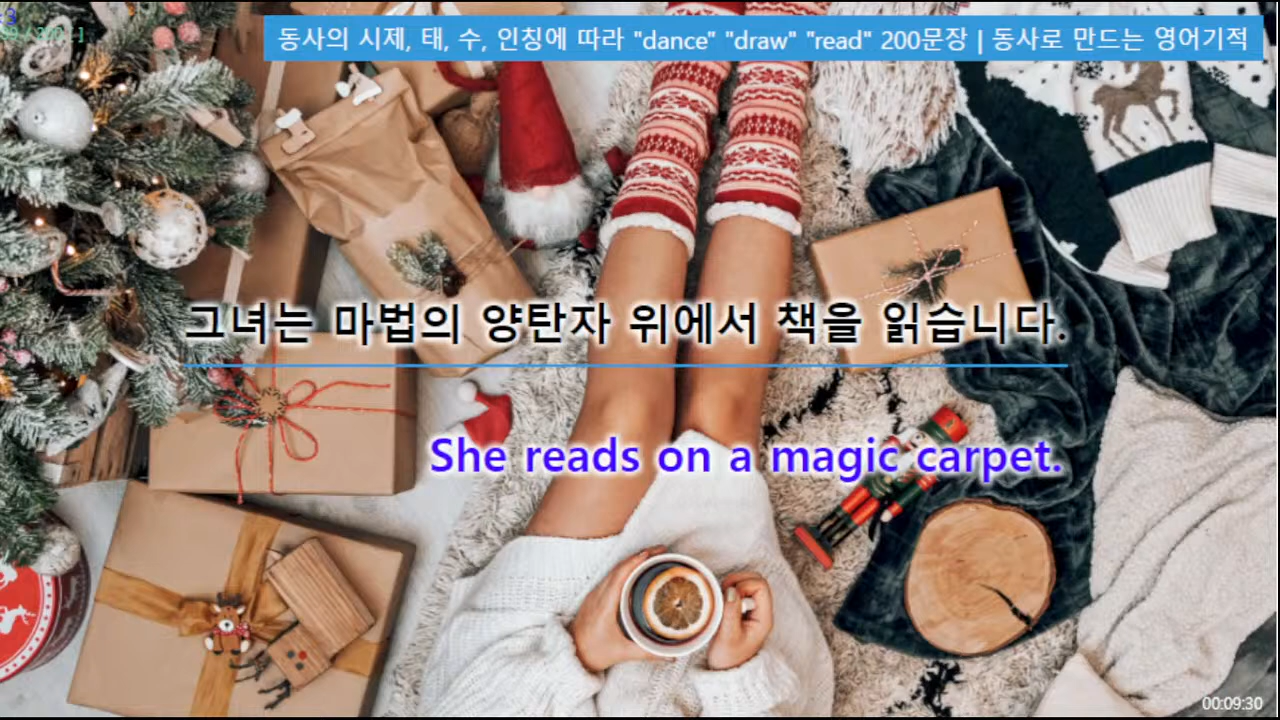 동사의 시제, 태, 수, 인칭에 따라 "dance" "draw" "read" 200문장 | 동사로 만드는 영어기적
그녀는 마법의 양탄자 위에서 책을 읽습니다.
She reads on a magic carpet.
00:09:30